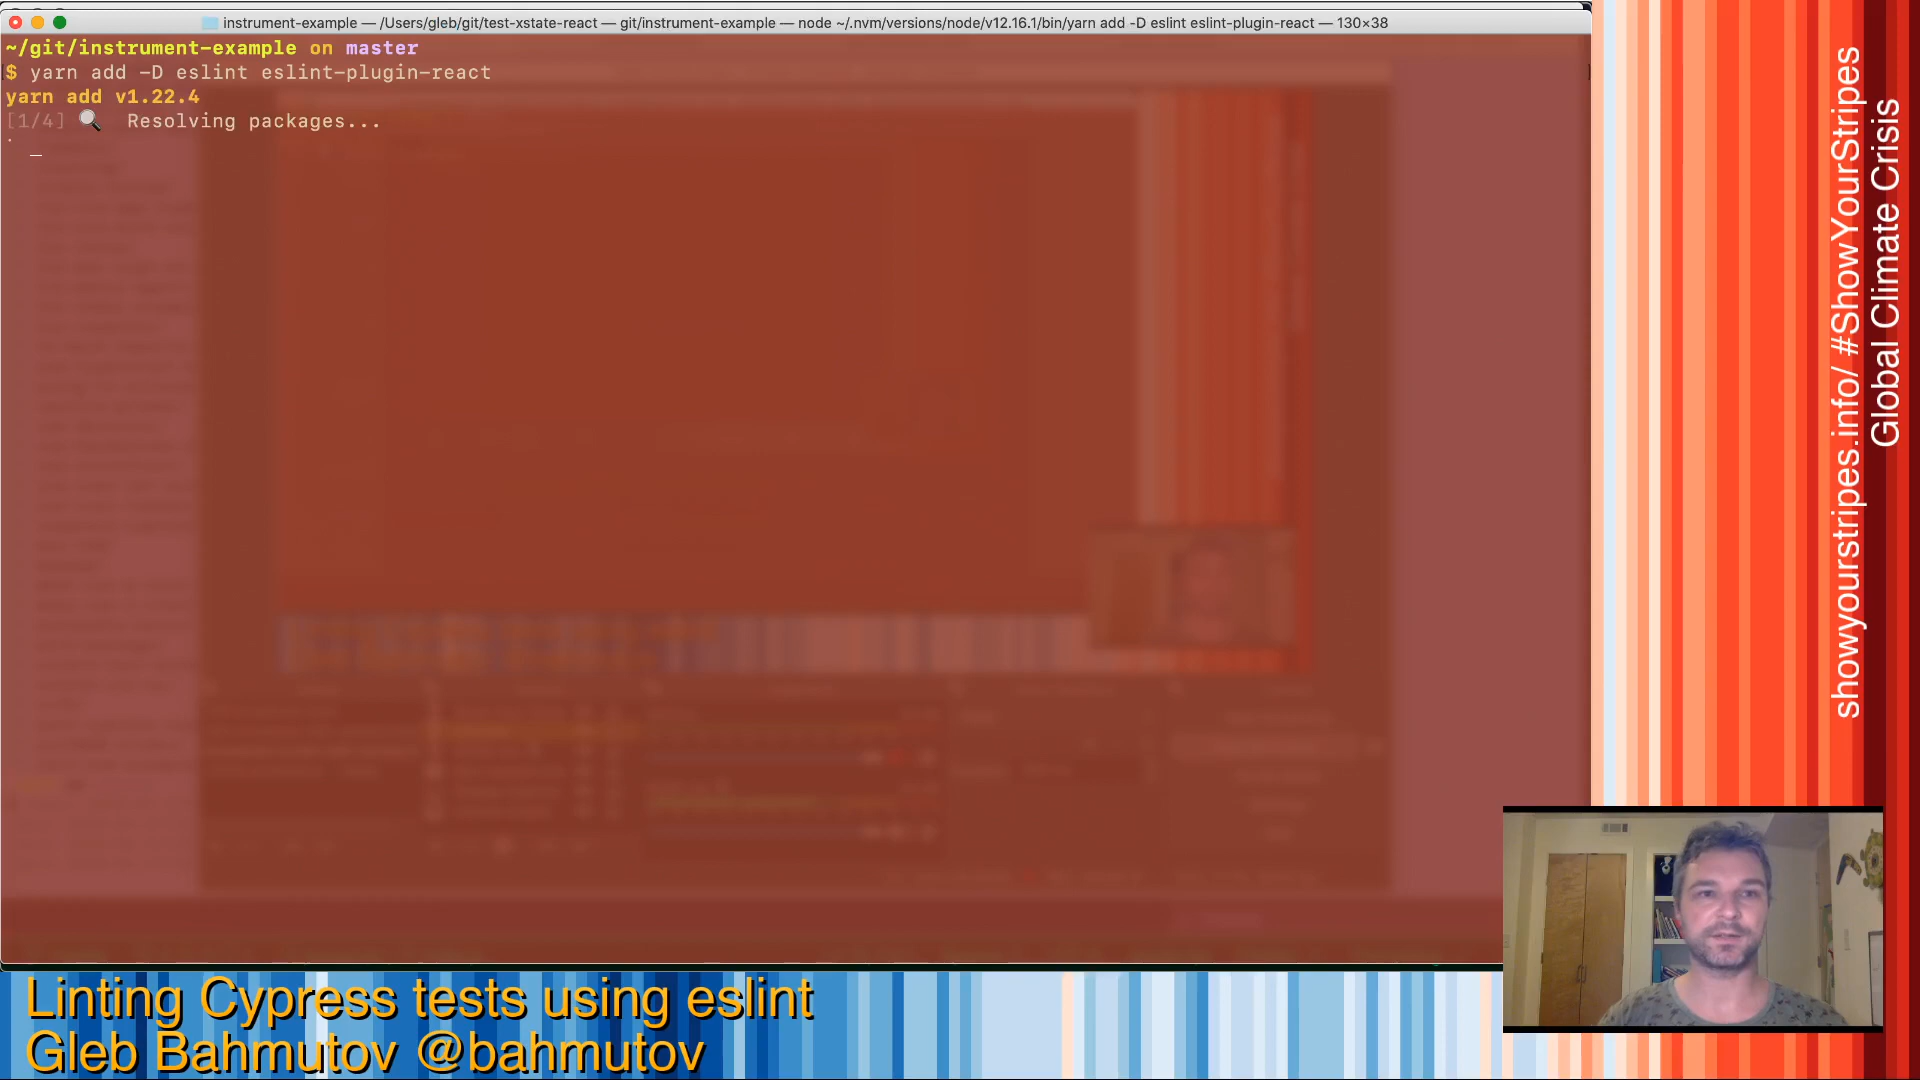 instrument-example — /Users/gleb/git/test-xstate-react — git/instrument-example — node ~/.nvm/versions/node/v12.16.1/bin/yarn add -D eslint eslint-plugin-react — 130×38
~/git/instrument-example on master
$ yarn add -D eslint eslint-plugin-react
yarn add v1.22.4
[1/4] 🔍 Resolving packages...
showyourstripes.info/ #ShowYourStripes
Global Climate Crisis
Linting Cypress tests using eslint
Gleb Bahmutov @bahmutov